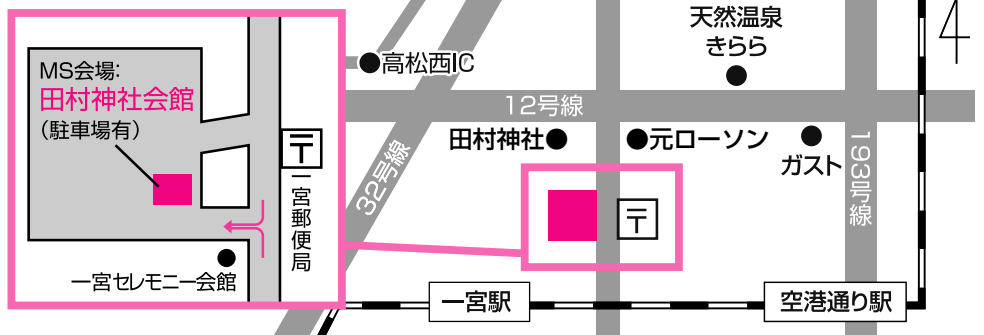 MS会場:
田村神社会館
（駐車場有）
〒
一宮郵便局
一宮セレモニー会館
高松西IC
32号線
12号線
天然温泉
きらら
田村神社
元ローソン
ガスト
193号線
〒
一宮駅
空港通り駅
4